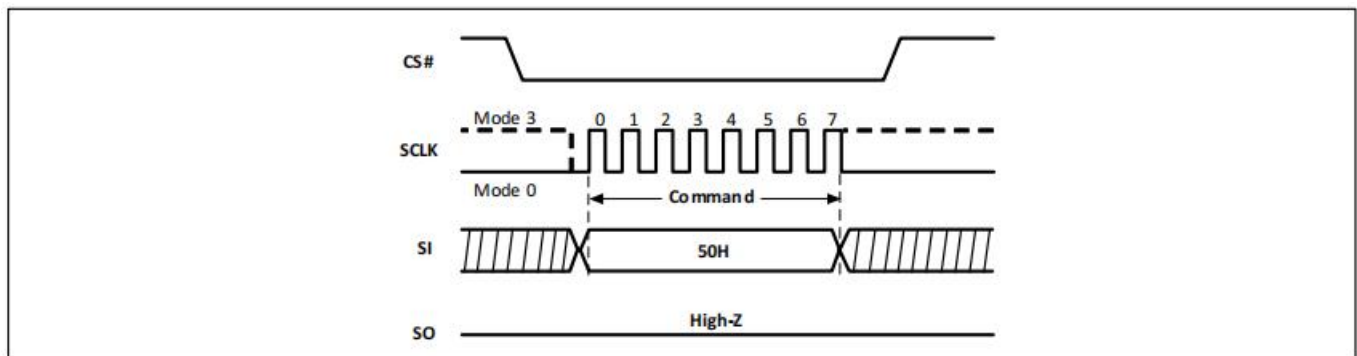 CS#
Mode 3
0 1 2 3 4 5 6 7
SCLK
Mode 0
Command
SI
50H
High-Z
SO